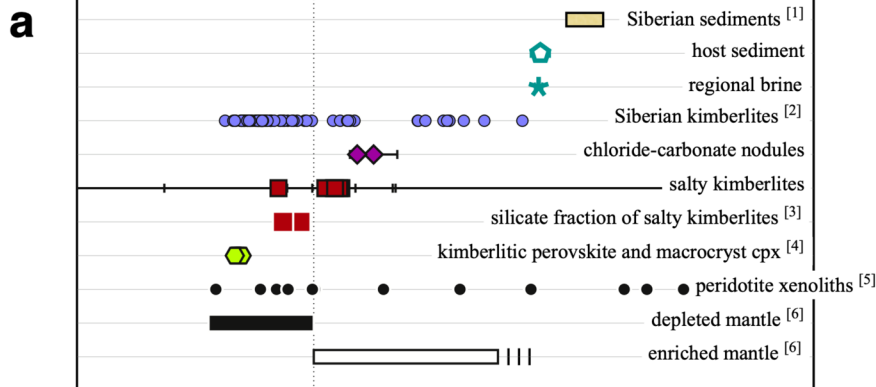 a
Siberian sediments [1]
host sediment
regional brine
Siberian kimberlites [2]
chloride-carbonate nodules
salty kimberlites
silicate fraction of salty kimberlites [3]
kimberlitic perovskite and macrocryst cpx [4]
peridotite xenoliths [5]
depleted mantle [6]
enriched mantle [6]